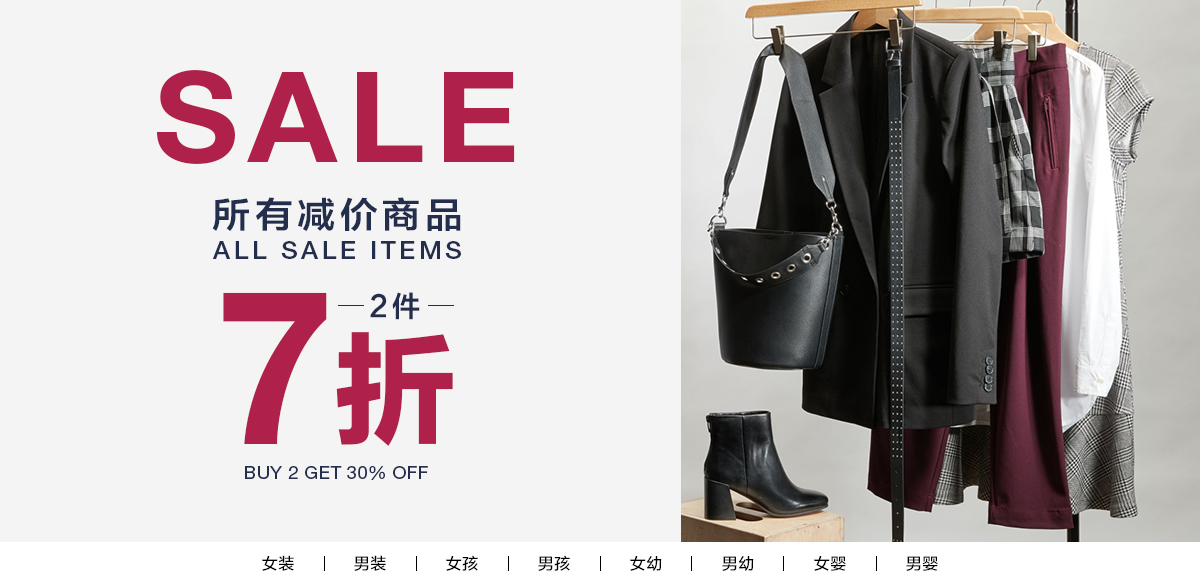 SALE
所有减价商品
ALL SALE ITEMS
7折
2件
BUY 2 GET 30% OFF
女装 | 男装 | 女孩 | 男孩 | 女幼 | 男幼 | 女婴 | 男婴